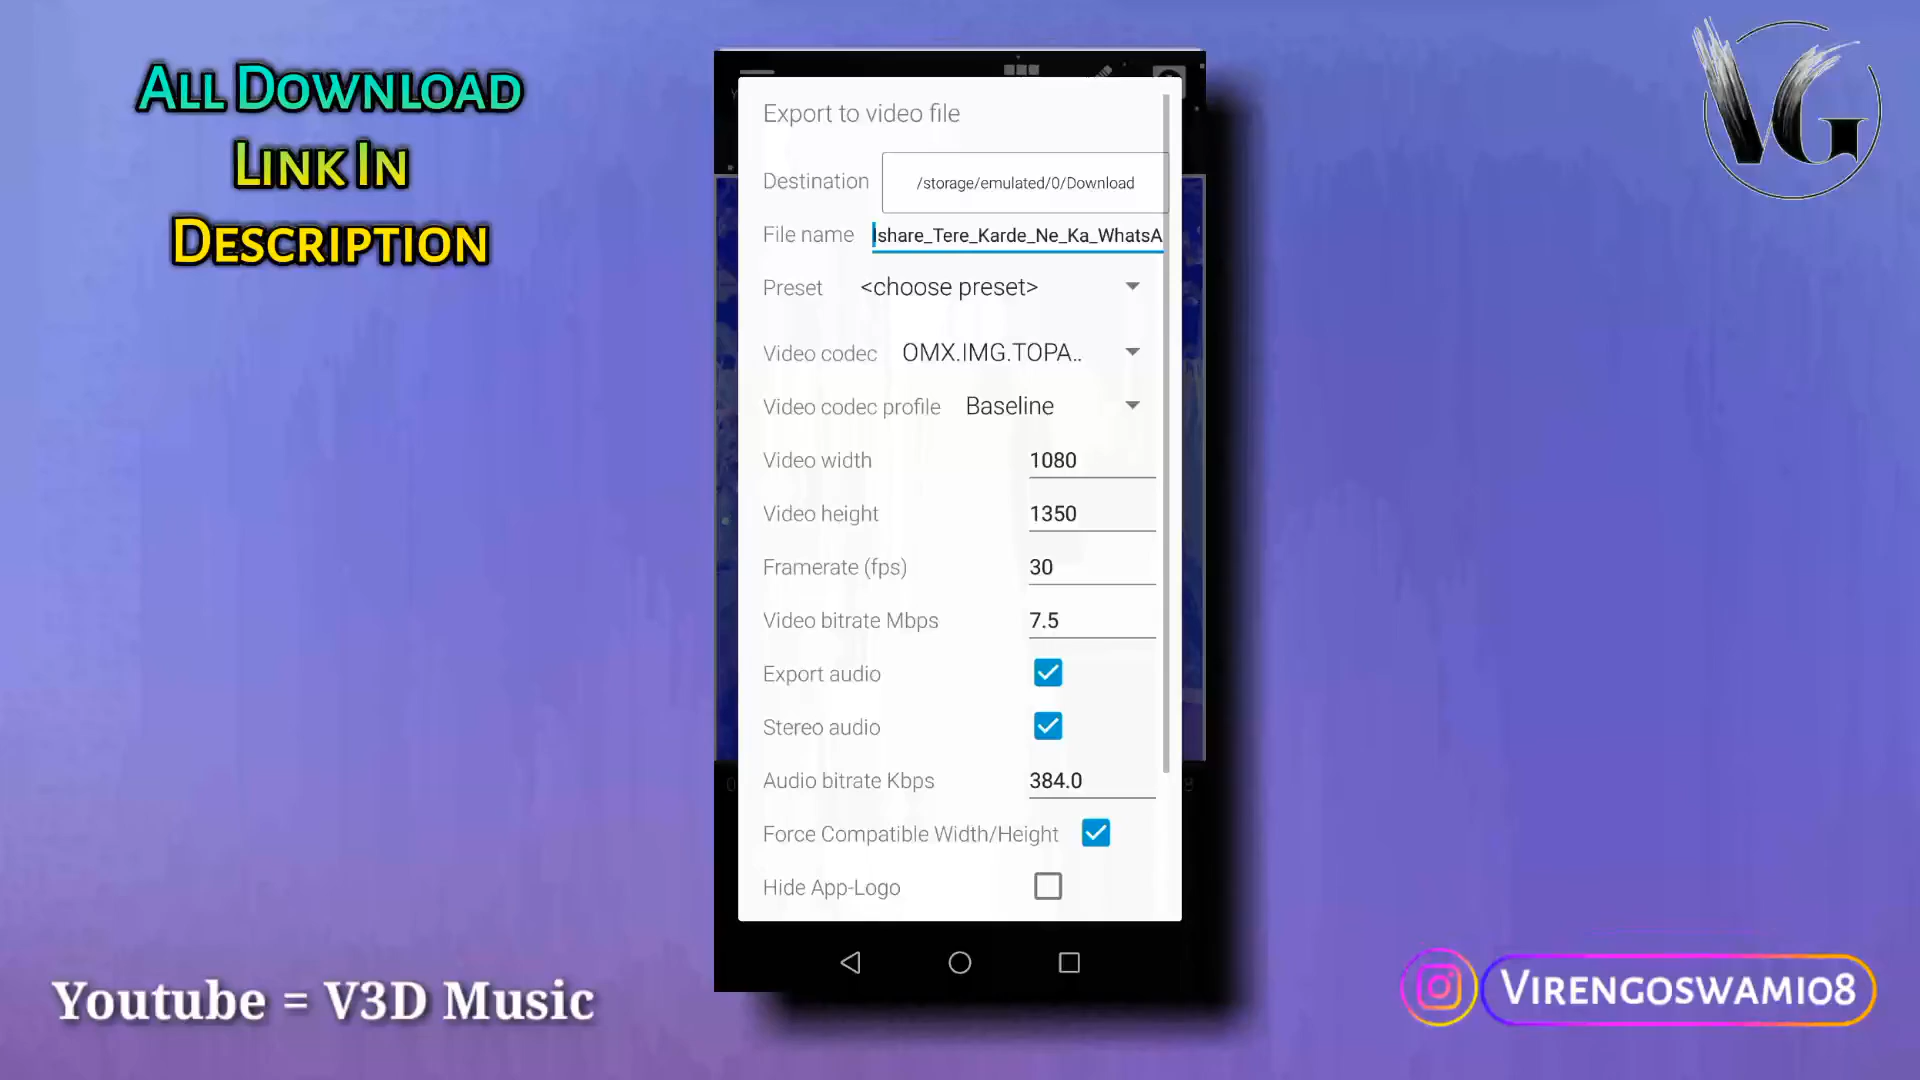 All Download
Link In
Description
VG
Export to video file
Destination /storage/emulated/0/Download
File name Ishare_Tere_Karde_Ne_Ka_WhatsA
Preset <choose preset>
Video codec OMX.IMG.TOPA..
Video codec profile Baseline
Video width 1080
Video height 1350
Framerate (fps) 30
Video bitrate Mbps 7.5
Export audio
Stereo audio
Audio bitrate Kbps 384.0
Force Compatible Width/Height
Hide App-Logo
Youtube = V3D Music
Virengoswami08